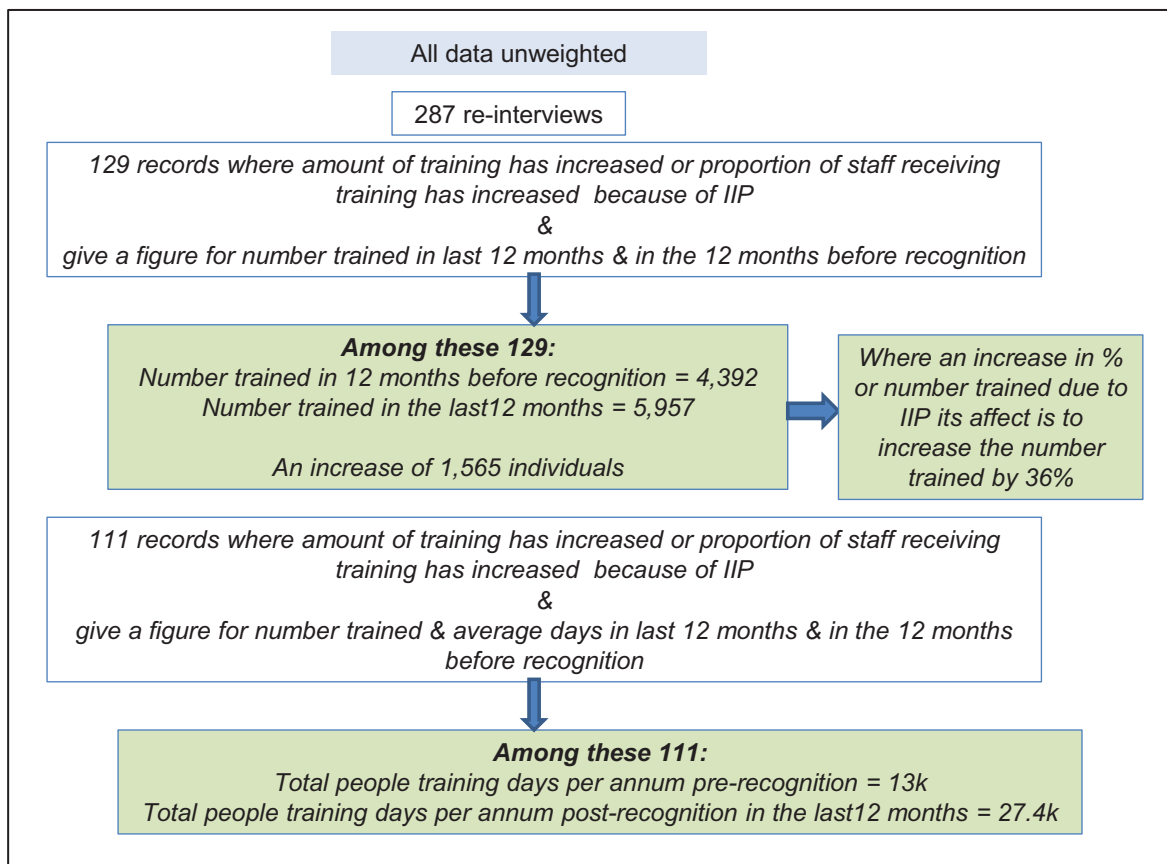 All data unweighted
287 re-interviews
129 records where amount of training has increased or proportion of staff receiving
training has increased because of IIP
&
give a figure for number trained in last 12 months & in the 12 months before recognition
Among these 129:
Number trained in 12 months before recognition = 4,392
Number trained in the last12 months = 5,957
An increase of 1,565 individuals
Where an increase in %
or number trained due to
IIP its affect is to
increase the number
trained by 36%
111 records where amount of training has increased or proportion of staff receiving
training has increased because of IIP
&
give a figure for number trained & average days in last 12 months & in the 12 months
before recognition
Among these 111:
Total people training days per annum pre-recognition = 13k
Total people training days per annum post-recognition in the last12 months = 27.4k